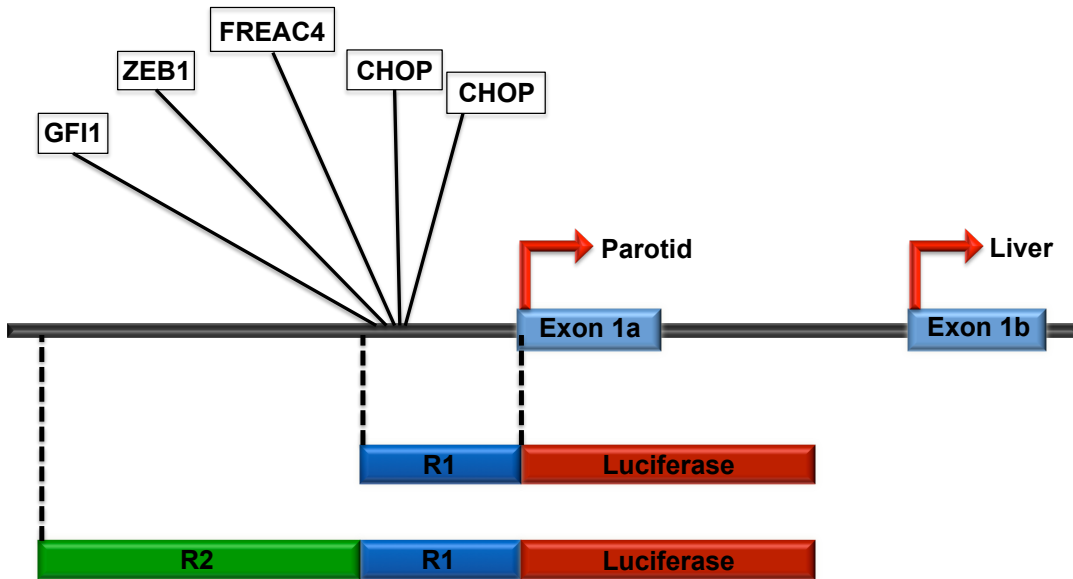 FREAC4
ZEB1
CHOP
CHOP
GFI1
Parotid
Liver
Exon 1a
Exon 1b
R1
Luciferase
R2
R1
Luciferase